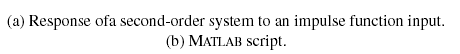 (a) Response ofa second-order system to an impulse function input.
(b) MATLAB script.